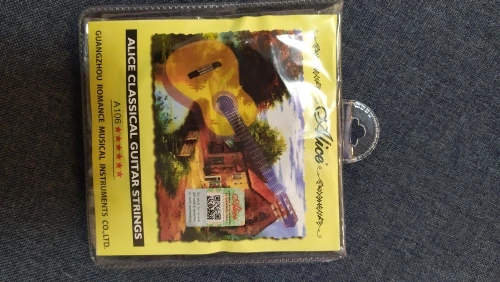 Alice
ALICE CLASSICAL GUITAR STRINGS
A106 ★★★★★★
GUANGZHOU ROMANCE MUSICAL INSTRUMENTS CO.,LTD.